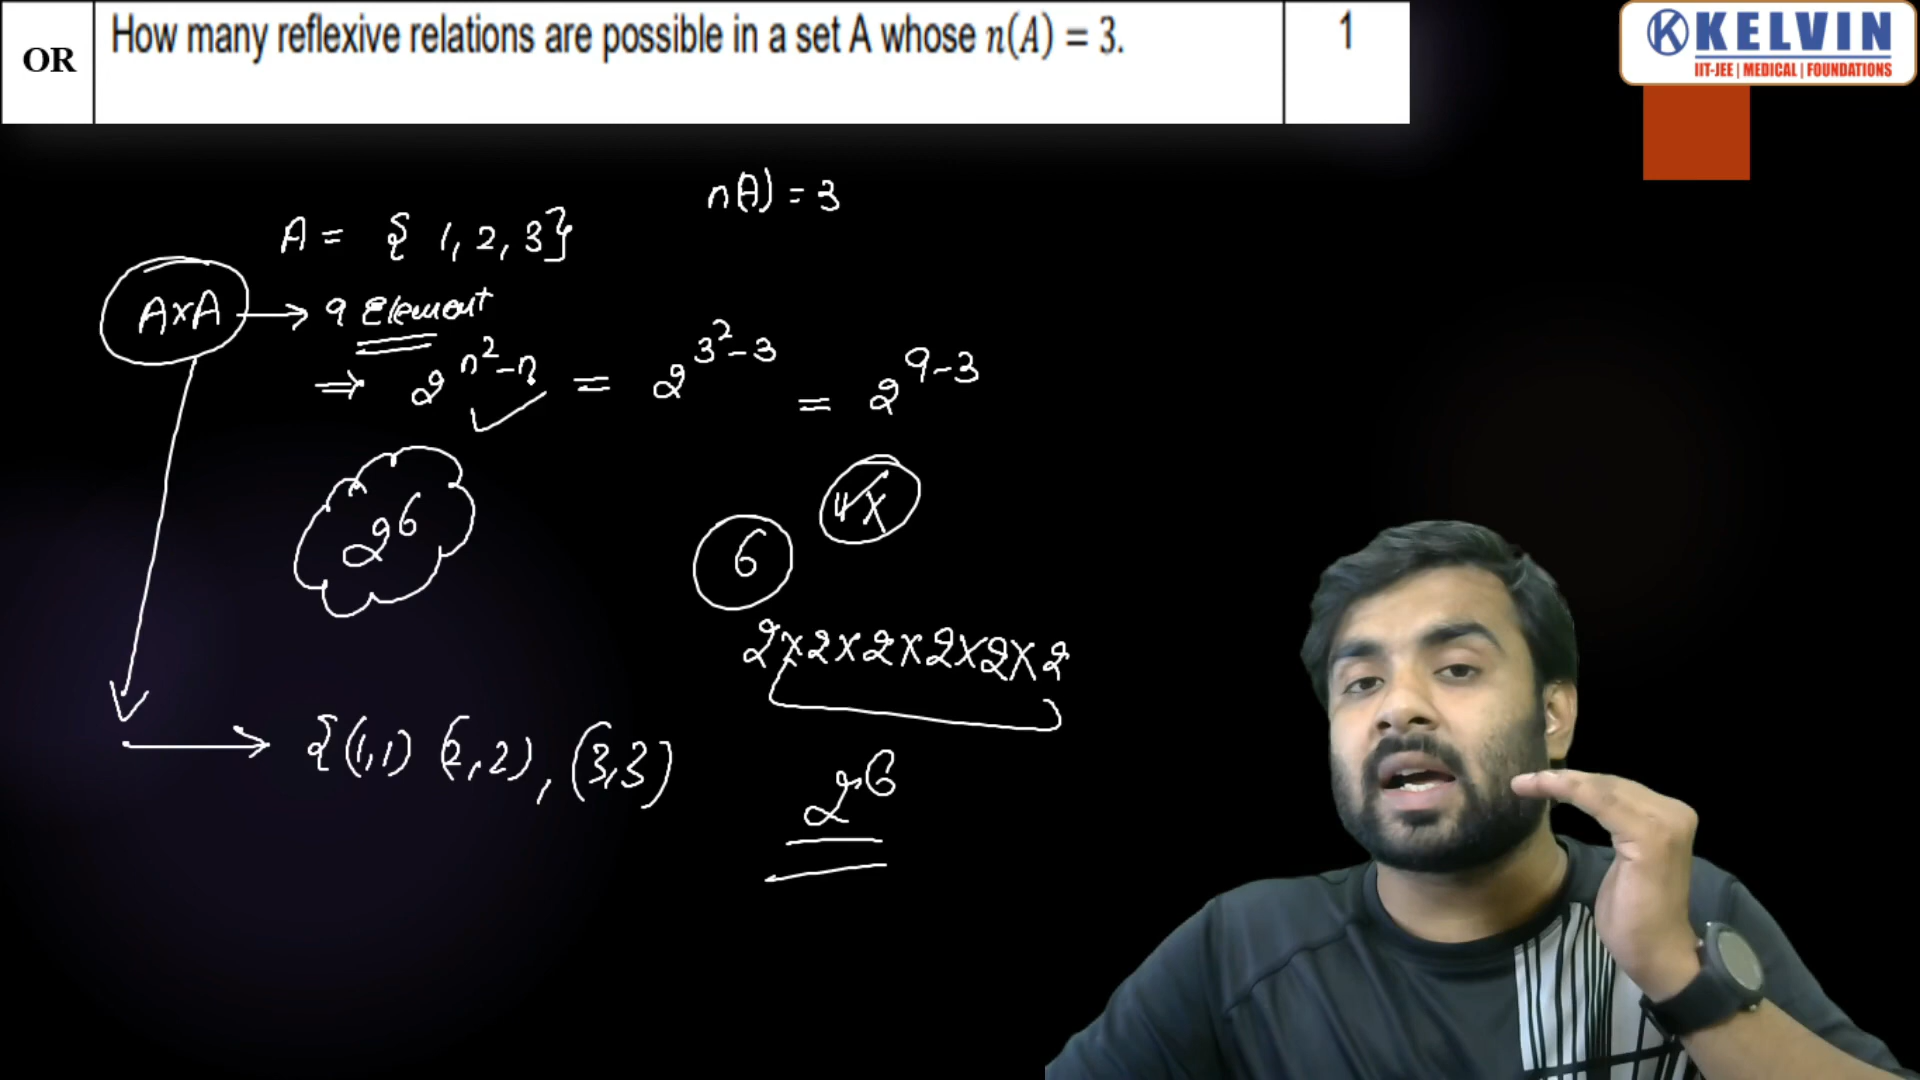 OR
How many reflexive relations are possible in a set A whose n(A) = 3.
1
KELVIN
IIT-JEE | MEDICAL | FOUNDATIONS
n(A) = 3
A = { 1, 2, 3}
A×A → 9 Element
⇒ 2^{n²-n} = 2^{3²-3} = 2^{9-3}
2^6
6
2×2×2×2×2×2
→ {(1,1) (2,2), (3,3)
2^6